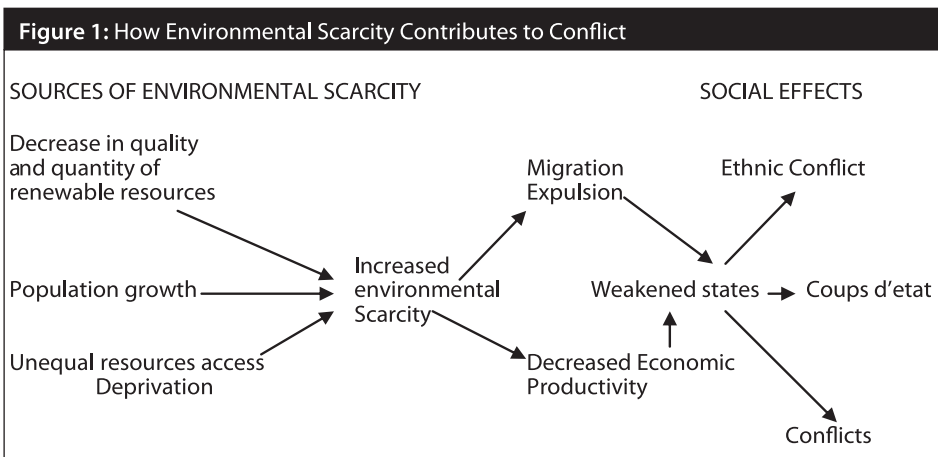 Figure 1: How Environmental Scarcity Contributes to Conflict
SOURCES OF ENVIRONMENTAL SCARCITY
SOCIAL EFFECTS
Decrease in quality
and quantity of
renewable resources
Population growth
Unequal resources access
Deprivation
Increased
environmental
Scarcity
Migration
Expulsion
Decreased Economic
Productivity
Weakened states
Ethnic Conflict
Coups d'etat
Conflicts